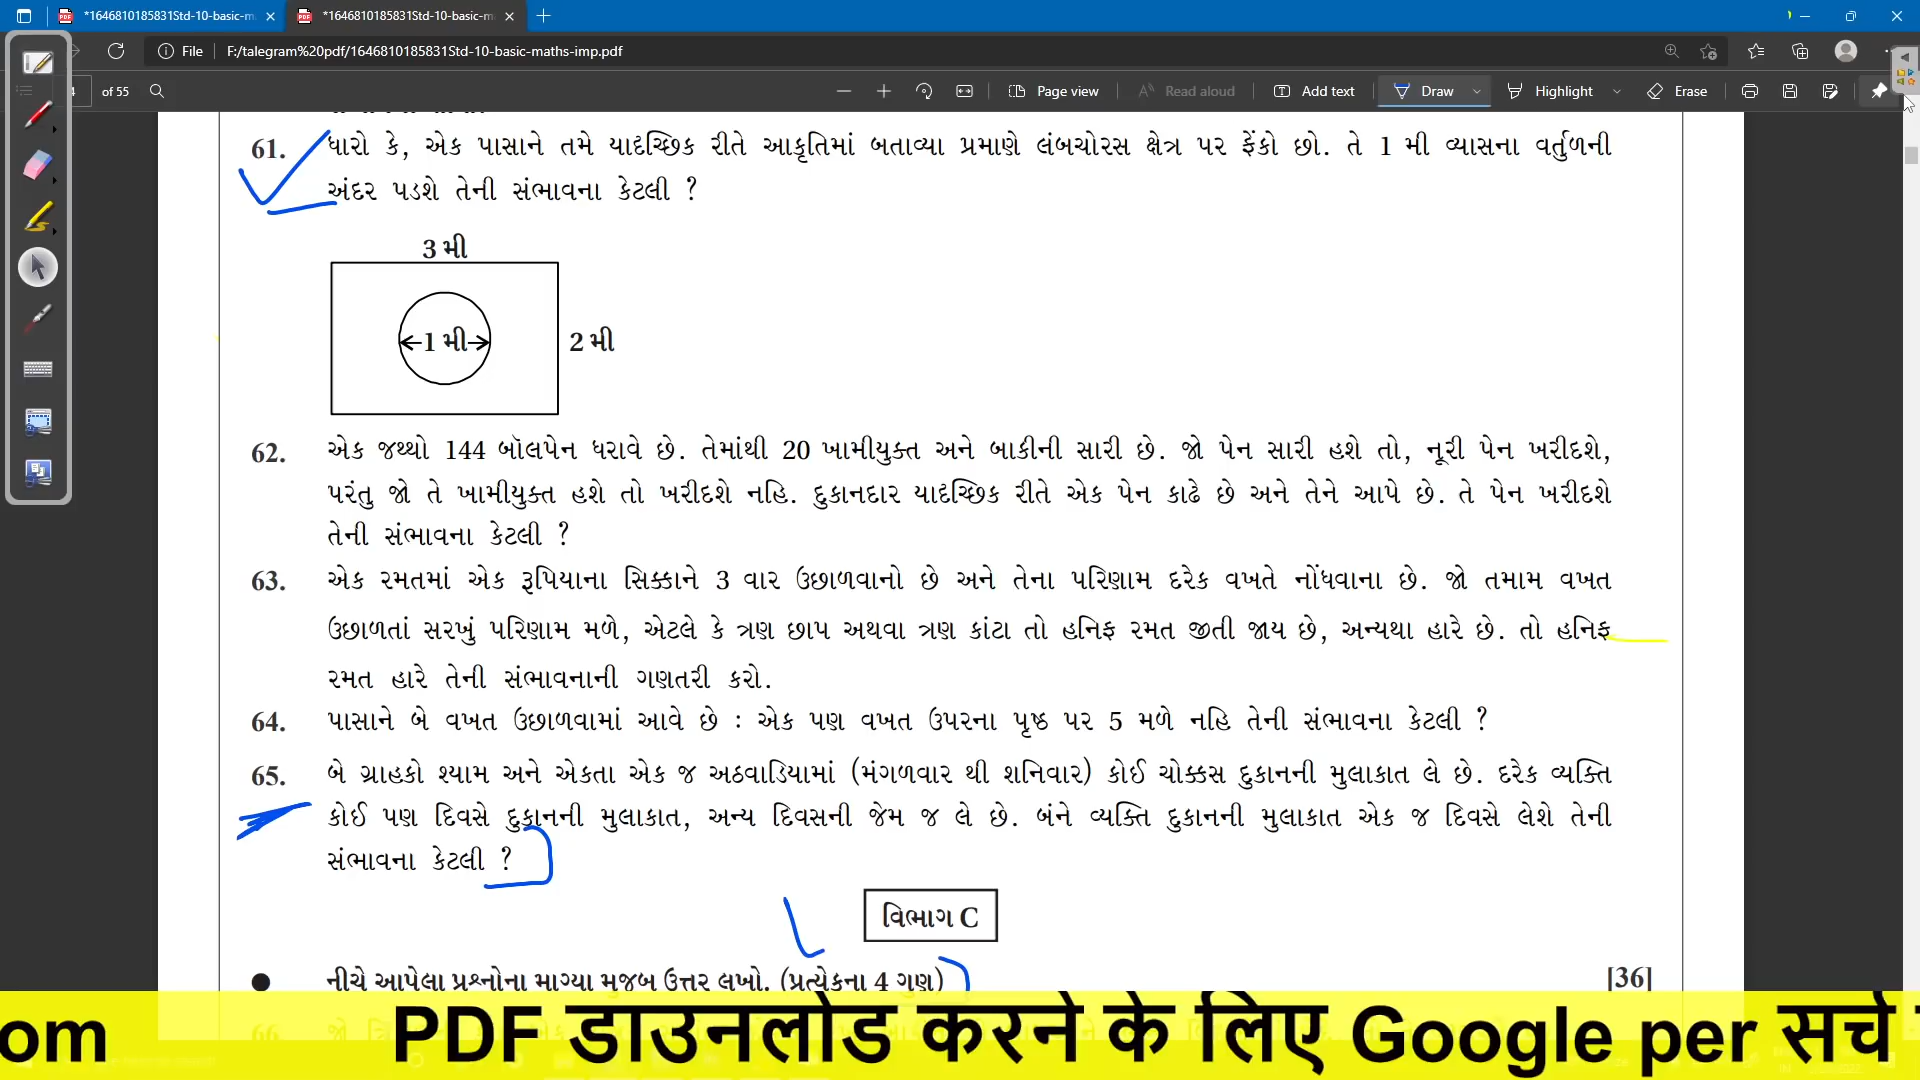 *1646810185831Std-10-basic-m
*1646810185831Std-10-basic-m
File
F:/talegram%20pdf/1646810185831Std-10-basic-maths-imp.pdf
of 55
Page view
Read aloud
Add text
Draw
Highlight
Erase
61. ધારો કે, એક પાસાને તમે યાદચ્છિક રીતે આકૃતિમાં બતાવ્યા પ્રમાણે લંબચોરસ ક્ષેત્ર પર ફેંકો છો. તે 1 મી વ્યાસના વર્તુળની
અંદર પડશે તેની સંભાવના કેટલી ?
3 મી
1 મી
2 મી
62. એક જથ્થો 144 બૉલપેન ધરાવે છે. તેમાંથી 20 ખામીયુક્ત અને બાકીની સારી છે. જો પેન સારી હશે તો, નૂરી પેન ખરીદશે,
પરંતુ જો તે ખામીયુક્ત હશે તો ખરીદશે નહિ. દુકાનદાર યાદચ્છિક રીતે એક પેન કાઢે છે અને તેને આપે છે. તે પેન ખરીદશે
તેની સંભાવના કેટલી ?
63. એક રમતમાં એક રૂપિયાના સિક્કાને 3 વાર ઉછાળવાનો છે અને તેના પરિણામ દરેક વખતે નોંધવાના છે. જો તમામ વખત
ઉછાળતાં સરખું પરિણામ મળે, એટલે કે ત્રણ છાપ અથવા ત્રણ કાંટા તો હનિફ રમત જીતી જાય છે, અન્યથા હારે છે. તો હનિફ
રમત હારે તેની સંભાવનાની ગણતરી કરો.
64. પાસાને બે વખત ઉછાળવામાં આવે છે : એક પણ વખત ઉપરના પૃષ્ઠ પર 5 મળે નહિ તેની સંભાવના કેટલી ?
65. બે ગ્રાહકો શ્યામ અને એકતા એક જ અઠવાડિયામાં (મંગળવાર થી શનિવાર) કોઈ ચોક્કસ દુકાનની મુલાકાત લે છે. દરેક વ્યક્તિ
કોઈ પણ દિવસે દુકાનની મુલાકાત, અન્ય દિવસની જેમ જ લે છે. બંને વ્યક્તિ દુકાનની મુલાકાત એક જ દિવસે લેશે તેની
સંભાવના કેટલી ?
વિભાગ C
● નીચે આપેલા પ્રશ્નોના માગ્યા મુજબ ઉત્તર લખો. (પ્રત્યેકના 4 ગુણ) [36]
om PDF डाउनलोड करने के लिए Google per सर्च